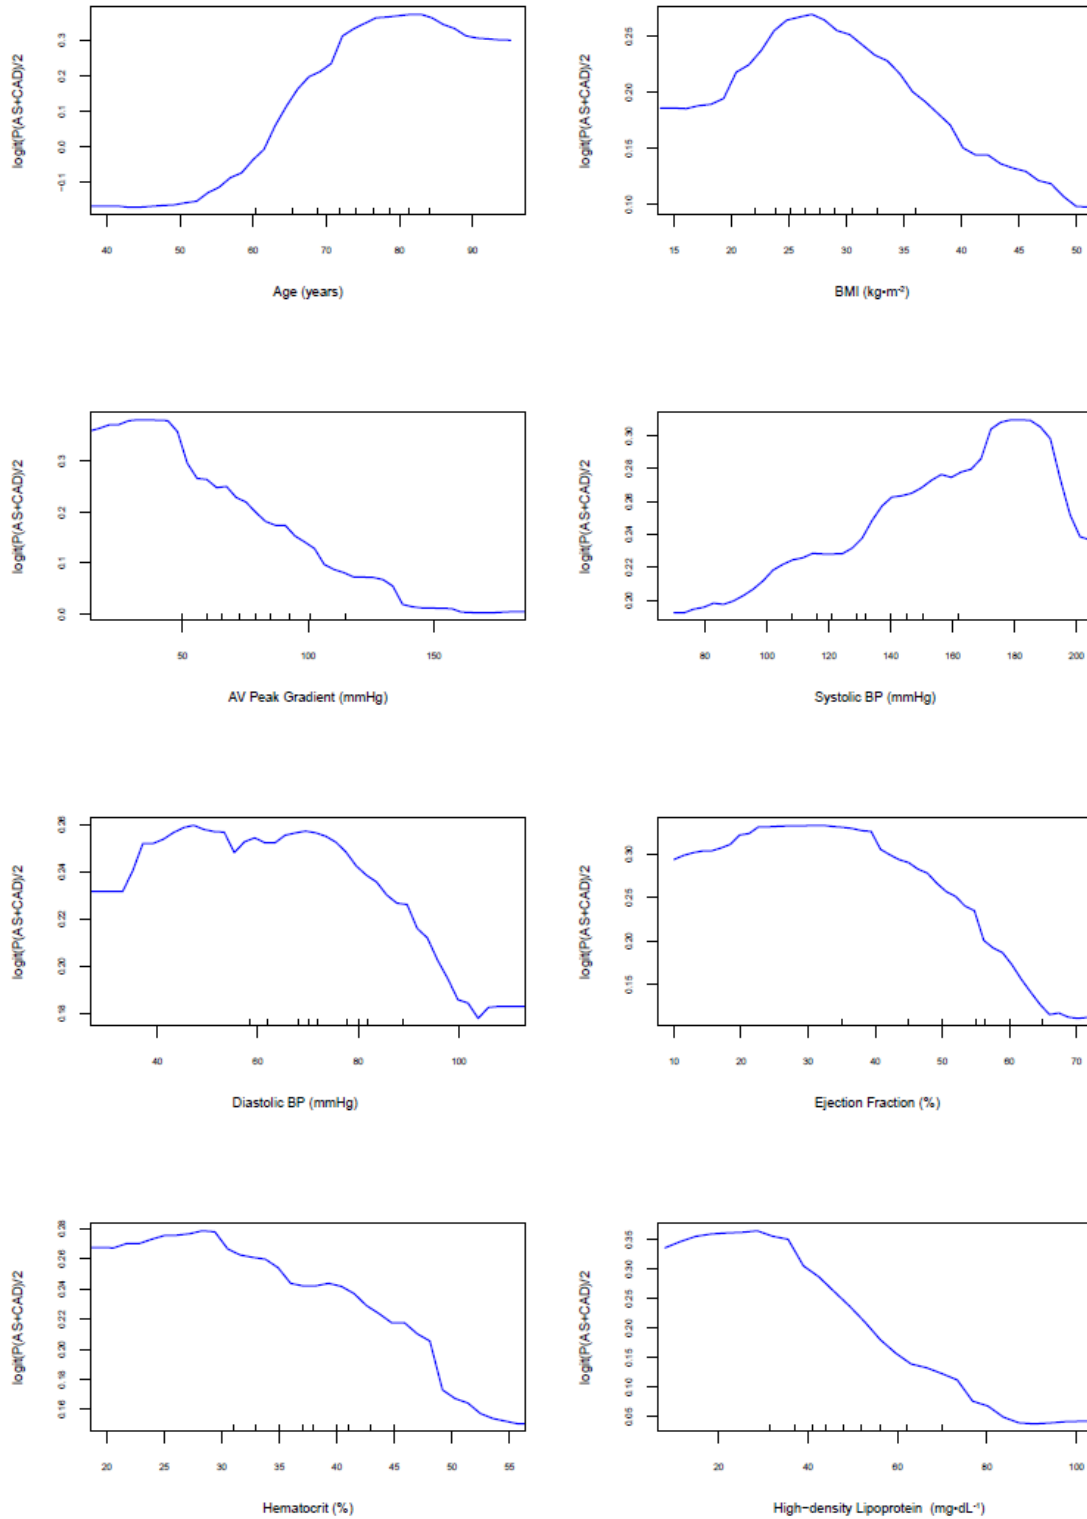 logit(P(AS+CAD))/2
0.3
0.2
0.1
0.0
−0.1
40 50 60 70 80 90
Age (years)
logit(P(AS+CAD))/2
0.25
0.20
0.15
0.10
15 20 25 30 35 40 45 50
BMI (kg•m⁻²)
logit(P(AS+CAD))/2
0.3
0.2
0.1
0.0
50 100 150
AV Peak Gradient (mmHg)
logit(P(AS+CAD))/2
0.30
0.28
0.26
0.24
0.22
0.20
80 100 120 140 160 180 200
Systolic BP (mmHg)
logit(P(AS+CAD))/2
0.26
0.24
0.22
0.20
0.18
40 60 80 100
Diastolic BP (mmHg)
logit(P(AS+CAD))/2
0.30
0.25
0.20
0.15
10 20 30 40 50 60 70
Ejection Fraction (%)
logit(P(AS+CAD))/2
0.28
0.26
0.24
0.22
0.20
0.18
0.16
20 25 30 35 40 45 50 55
Hematocrit (%)
logit(P(AS+CAD))/2
0.35
0.30
0.25
0.20
0.15
0.10
0.05
20 40 60 80 100
High−density Lipoprotein (mg•dL⁻¹)